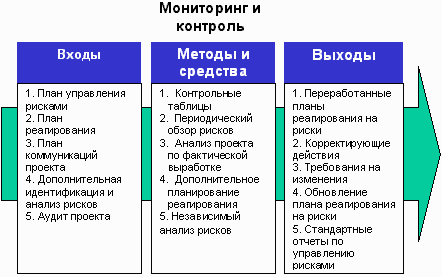 Мониторинг и
контроль
Входы
1. План управления
рисками
2. План
реагирования
3. План
коммуникаций
проекта
4. Дополнительная
идентификация и
анализ рисков
5. Аудит проекта
Методы и
средства
1. Контрольные
таблицы
2. Периодический
обзор рисков
3. Анализ проекта
по фактической
выработке
4. Дополнительное
планирование
реагирования
5. Независимый
анализ рисков
Выходы
1. Переработанные
планы
реагирования на
риски
2. Корректирующие
действия
3. Требования на
изменения
4. Обновление
плана реагирования
на риски
5. Стандартные
отчеты по
управлению
рисками